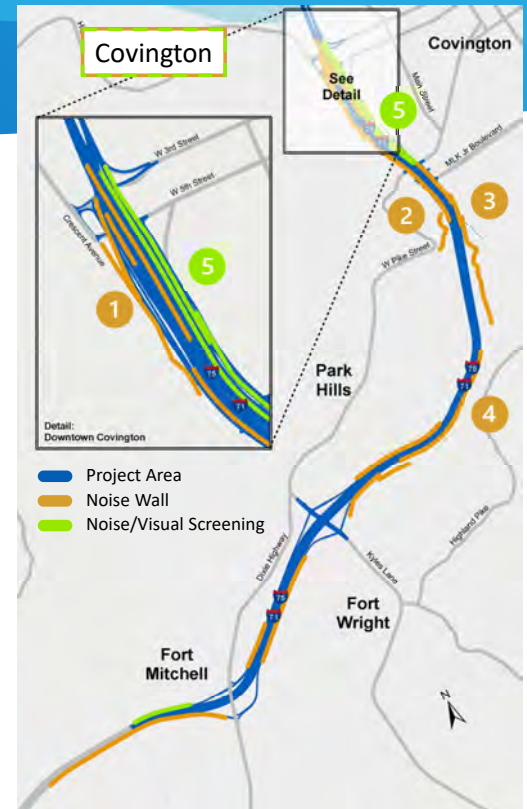 Covington
Covington
See
Detail
Main Street
MLK Jr Boulevard
5
W 3rd Street
W 5th Street
Crescent Avenue
5
1
75
71
Detail:
Downtown Covington
2
3
W Pike Street
Park
Hills
75
71
4
Project Area
Noise Wall
Noise/Visual Screening
Dixie Highway
Kyles Lane
Highland Pike
75
71
Fort
Wright
Fort
Mitchell
N